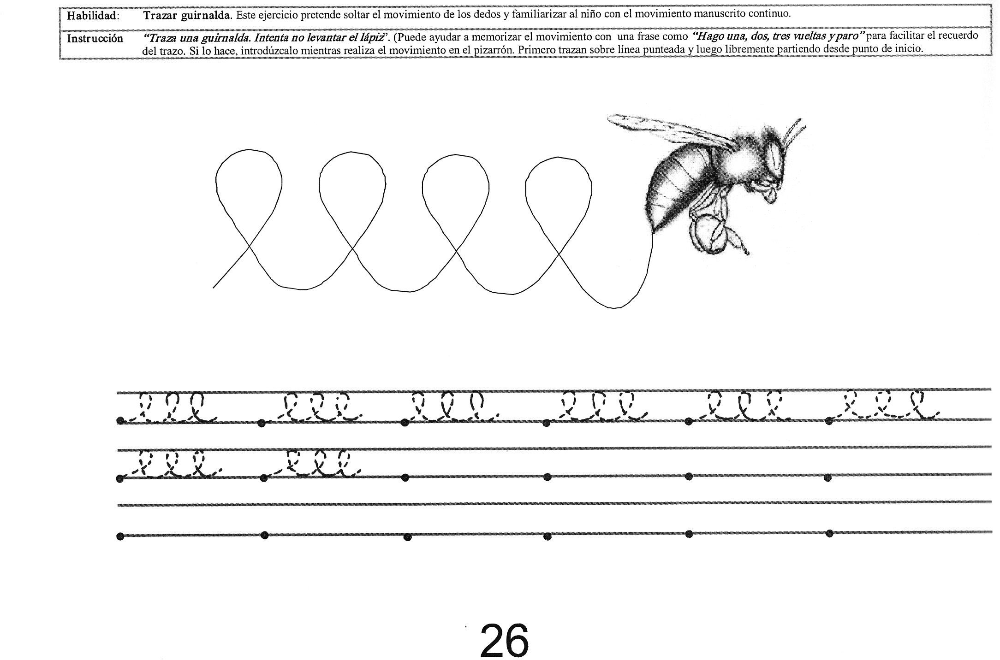 Habilidad: Trazar guirnalda. Este ejercicio pretende soltar el movimiento de los dedos y familiarizar al niño con el movimiento manuscrito continuo.
Instrucción “Traza una guirnalda. Intenta no levantar el lápiz”. (Puede ayudar a memorizar el movimiento con una frase como “Hago una, dos, tres vueltas y paro” para facilitar el recuerdo
del trazo. Si lo hace, introdúzcalo mientras realiza el movimiento en el pizarrón. Primero trazan sobre línea punteada y luego libremente partiendo desde punto de inicio.
26